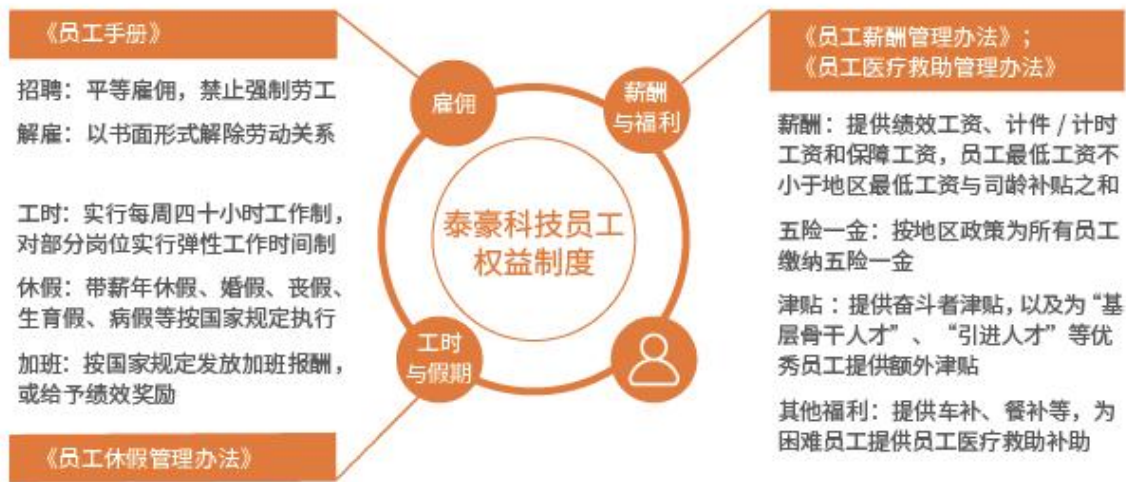 《员工手册》
招聘：平等雇佣，禁止强制劳工
解雇：以书面形式解除劳动关系
工时：实行每周四十小时工作制，
对部分岗位实行弹性工作时间制
休假：带薪年休假、婚假、丧假、
生育假、病假等按国家规定执行
加班：按国家规定发放加班报酬，
或给予绩效奖励
《员工休假管理办法》
雇佣
薪酬
与福利
泰豪科技员工
权益制度
工时
与假期
《员工薪酬管理办法》；
《员工医疗救助管理办法》
薪酬：提供绩效工资、计件 / 计时
工资和保障工资，员工最低工资不
小于地区最低工资与司龄补贴之和
五险一金：按地区政策为所有员工
缴纳五险一金
津贴：提供奋斗者津贴，以及为“基
层骨干人才”、“引进人才”等优
秀员工提供额外津贴
其他福利：提供车补、餐补等，为
困难员工提供员工医疗救助补助